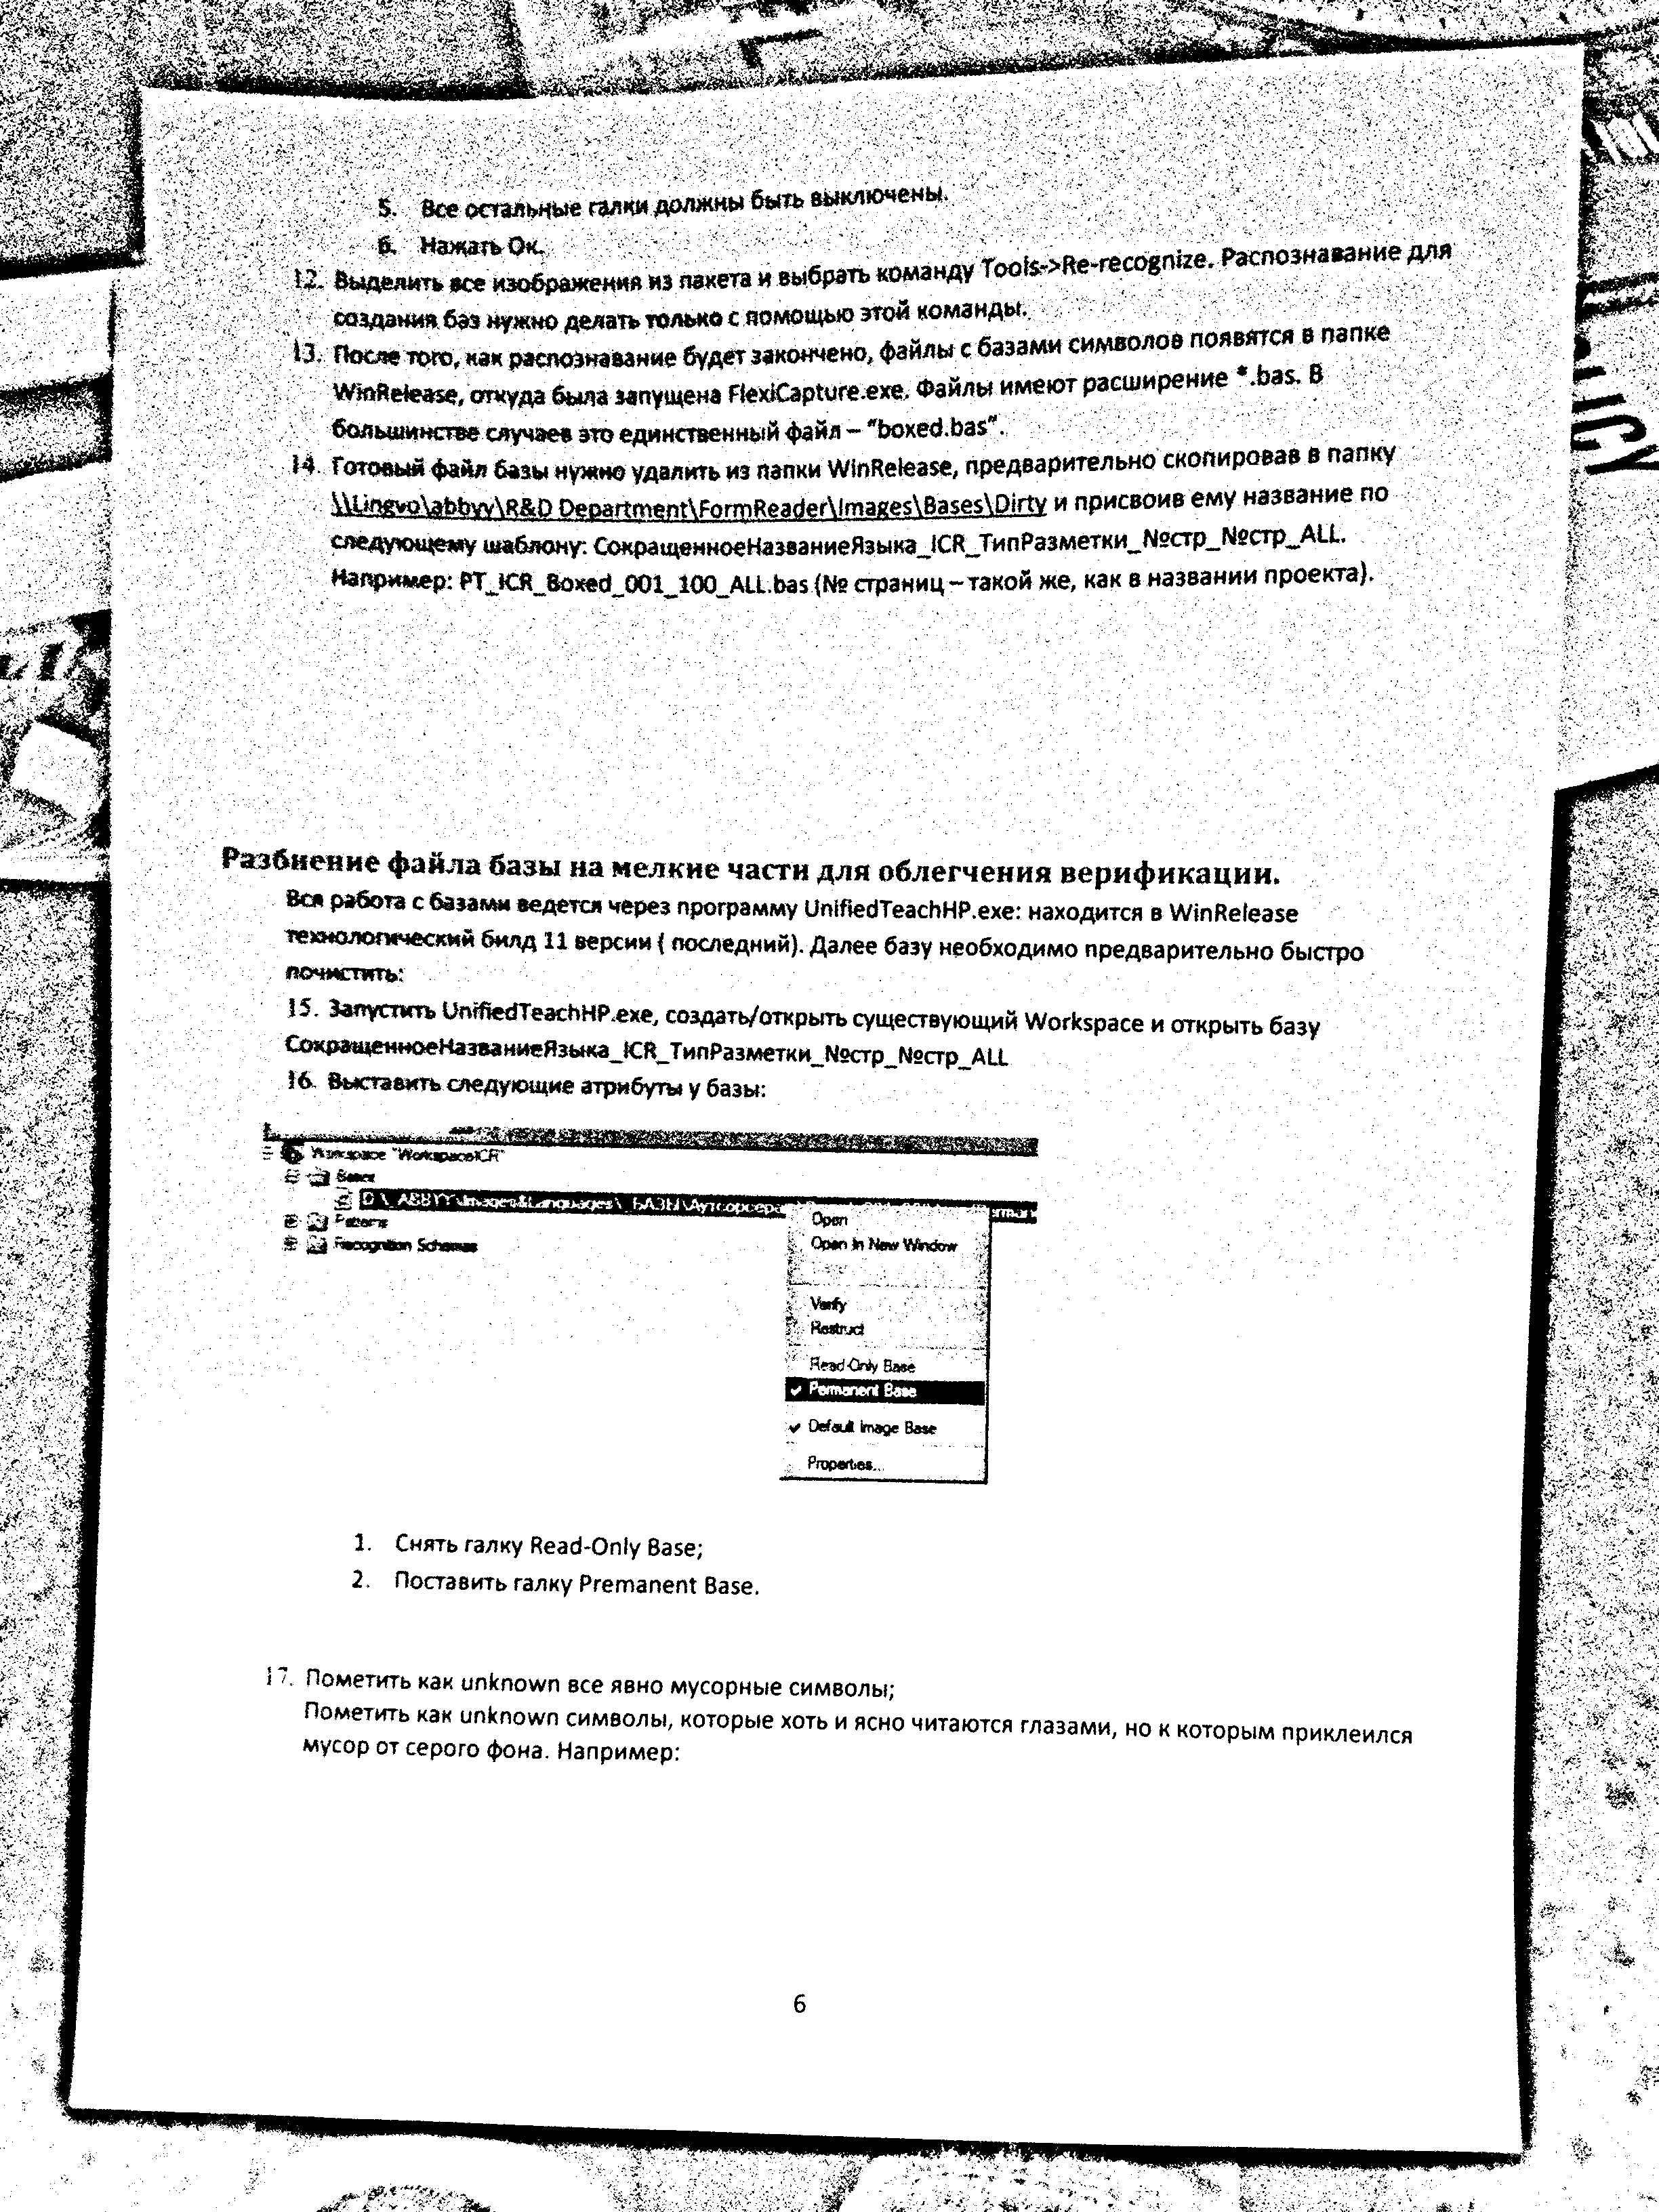 5. Все остальные галки должны быть выключены.
6. Нажать Ок.
12. Выделить все изображения из пакета и выбрать команду Tools->Re-recognize. Распознавание для
создания баз нужно делать только с помощью этой команды.
13. После того, как распознавание будет закончено, файлы с базами символов появятся в папке
WinRelease, откуда была запущена FlexiCapture.exe. Файлы имеют расширение *.bas. В
большинстве случаев это единственный файл – "boxed.bas".
14. Готовый файл базы нужно удалить из папки WinRelease, предварительно скопировав в папку
\\Lingvo\abbyy\R&D Department\FormReader\Images\Bases\Dirty и присвоив ему название по
следующему шаблону: СокращенноеНазваниеЯзыка_ICR_ТипРазметки_№стр_№стр_ALL.
Например: PT_ICR_Boxed_001_100_ALL.bas (№ страниц – такой же, как в названии проекта).
Разбиение файла базы на мелкие части для облегчения верификации.
Вся работа с базами ведется через программу UnifiedTeachHP.exe: находится в WinRelease
технологический билд 11 версии ( последний). Далее базу необходимо предварительно быстро
почистить:
15. Запустить UnifiedTeachHP.exe, создать/открыть существующий Workspace и открыть базу
СокращенноеНазваниеЯзыка_ICR_ТипРазметки_№стр_№стр_ALL
16. Выставить следующие атрибуты у базы:
Workspace "WorkspaceICR"
Bases
D:\_ABBYY\Images&Languages\_БАЗЫ\Аутсорсера
Patterns
Recognition Schemas
Open
Open in New Window
Verify
Restruct
Read-Only Base
Permanent Base
Default Image Base
Properties...
1. Снять галку Read-Only Base;
2. Поставить галку Premanent Base.
17. Пометить как unknown все явно мусорные символы;
Пометить как unknown символы, которые хоть и ясно читаются глазами, но к которым приклеился
мусор от серого фона. Например:
6